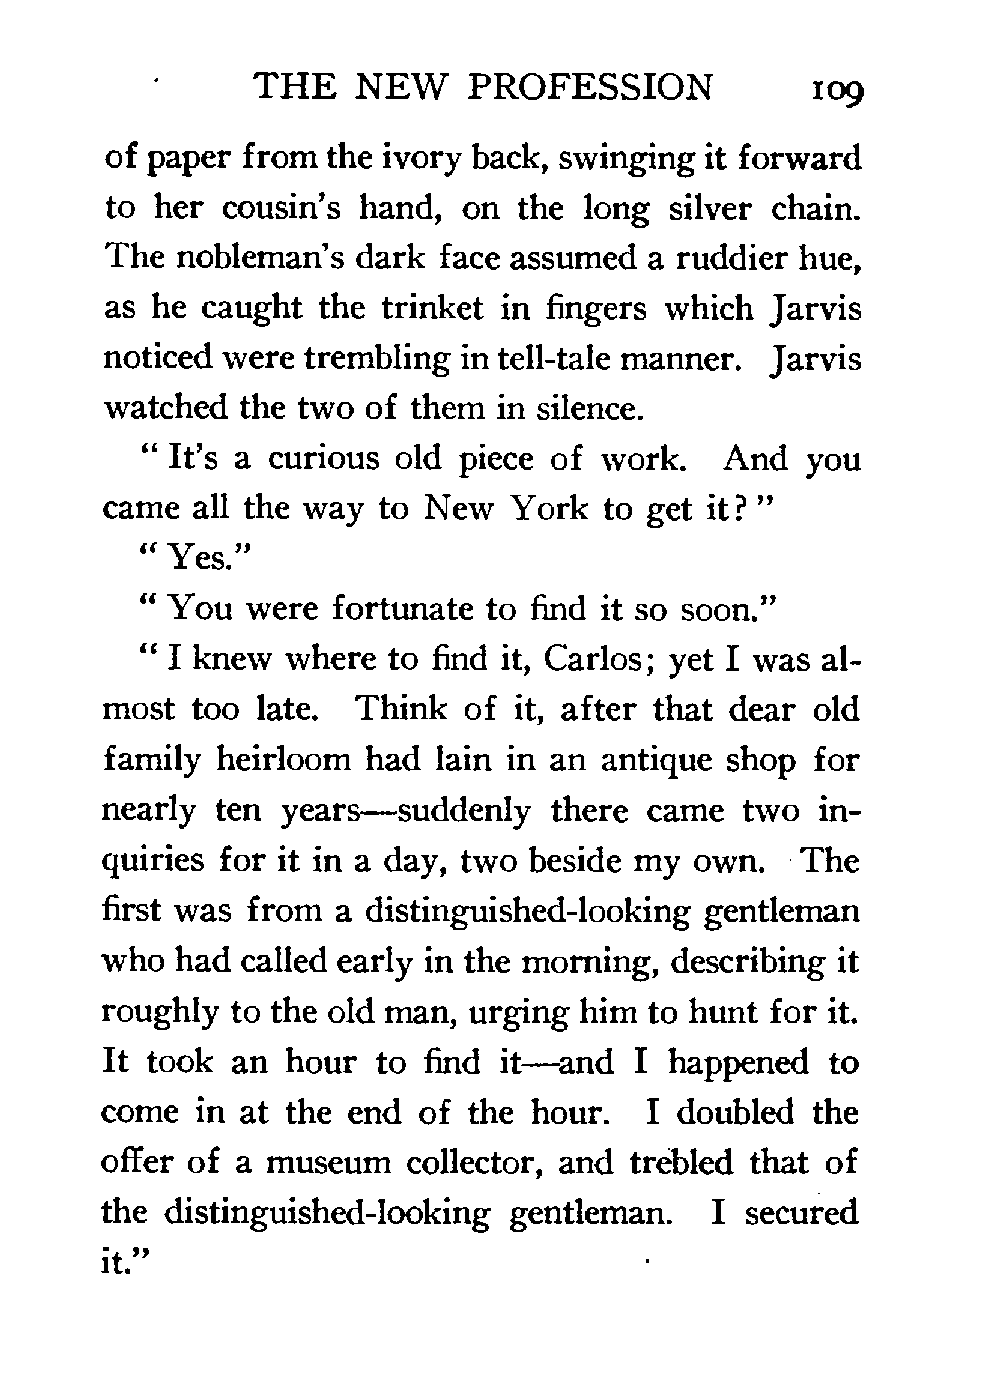 THE NEW PROFESSION 109
of paper from the ivory back, swinging it forward
to her cousin's hand, on the long silver chain.
The nobleman's dark face assumed a ruddier hue,
as he caught the trinket in fingers which Jarvis
noticed were trembling in tell-tale manner. Jarvis
watched the two of them in silence.
“ It's a curious old piece of work. And you
came all the way to New York to get it? ”
“ Yes.”
“ You were fortunate to find it so soon.”
“ I knew where to find it, Carlos; yet I was al-
most too late. Think of it, after that dear old
family heirloom had lain in an antique shop for
nearly ten years—suddenly there came two in-
quiries for it in a day, two beside my own. The
first was from a distinguished-looking gentleman
who had called early in the morning, describing it
roughly to the old man, urging him to hunt for it.
It took an hour to find it—and I happened to
come in at the end of the hour. I doubled the
offer of a museum collector, and trebled that of
the distinguished-looking gentleman. I secured
it.”